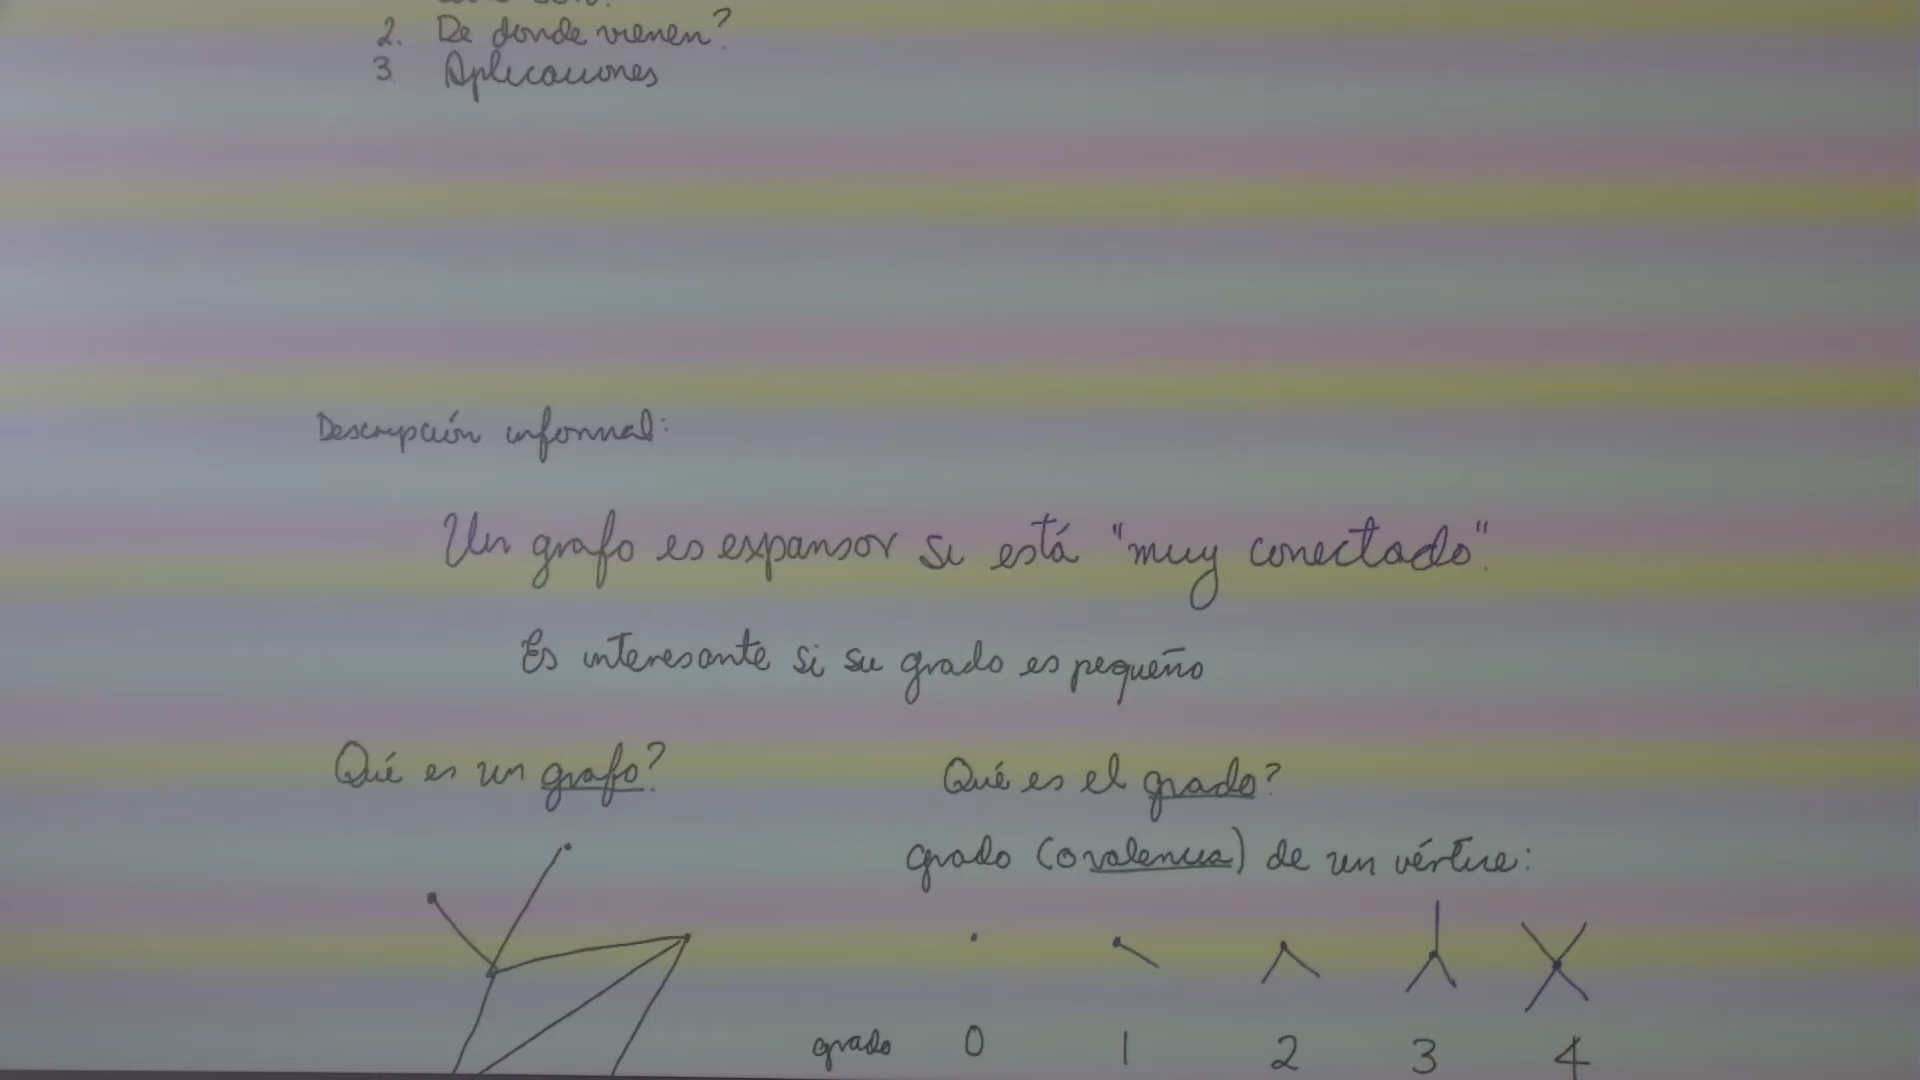 2. De donde vienen?
3 Aplicaciones
Descripción informal:
Un grafo es expansor si está "muy conectado".
Es interesante si su grado es pequeño
Qué es un grafo?
Qué es el grado?
grado (o valencia) de un vértice:
grado 0 1 2 3 4